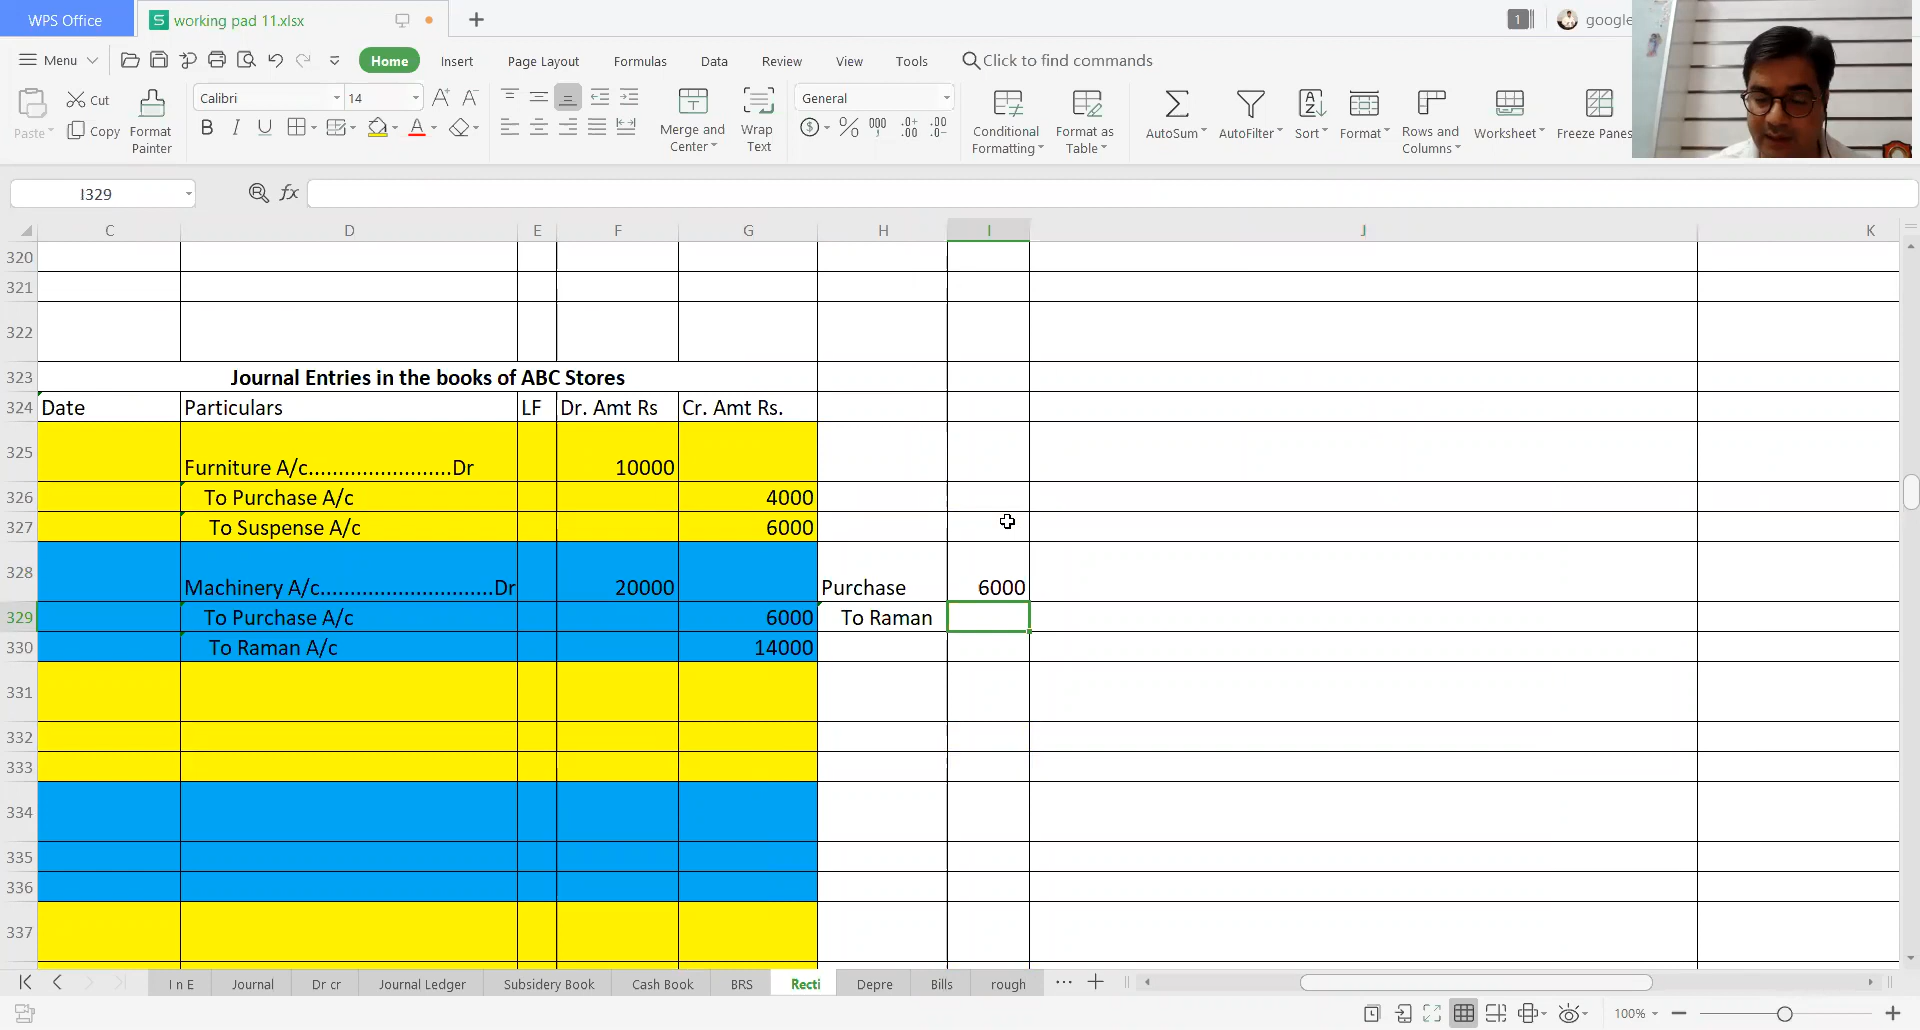 WPS Office
working pad 11.xlsx
1
google
Menu
Home
Insert
Page Layout
Formulas
Data
Review
View
Tools
Click to find commands
Paste
Cut
Copy
Format Painter
Calibri
14
Merge and Center
Wrap Text
General
Conditional Formatting
Format as Table
AutoSum
AutoFilter
Sort
Format
Rows and Columns
Worksheet
Freeze Panes
I329
fx
C D E F G H I J K
320
321
322
323 Journal Entries in the books of ABC Stores
324 Date Particulars LF Dr. Amt Rs Cr. Amt Rs.
325 Furniture A/c........................Dr 10000
326 To Purchase A/c 4000
327 To Suspense A/c 6000
328 Machinery A/c.............................Dr 20000 Purchase 6000
329 To Purchase A/c 6000 To Raman
330 To Raman A/c 14000
331
332
333
334
335
336
337
I n E
Journal
Dr cr
Journal Ledger
Subsidery Book
Cash Book
BRS
Recti
Depre
Bills
rough
100%